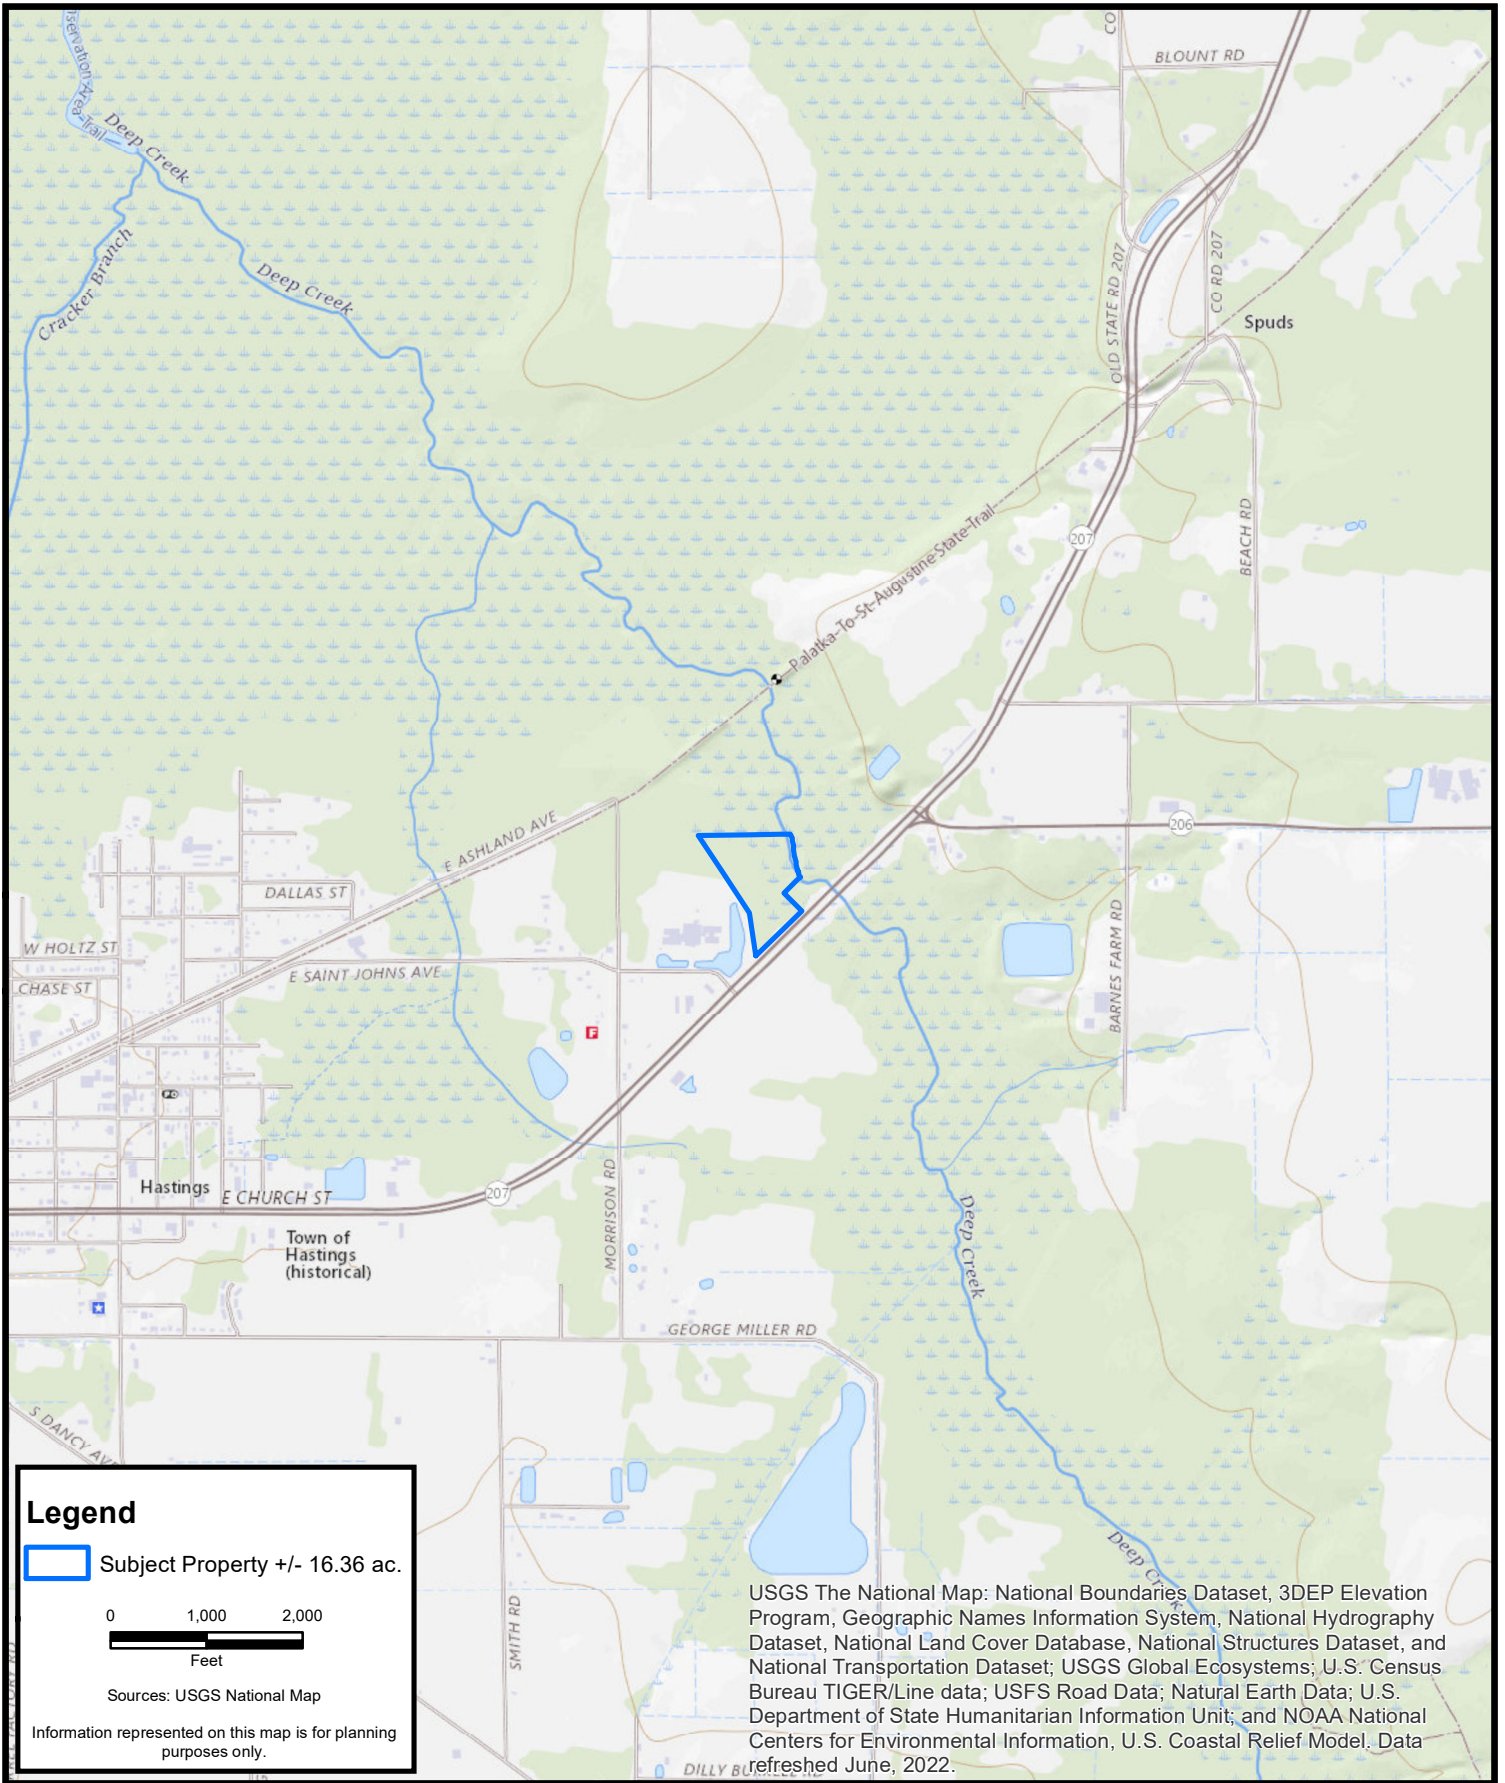 BLOUNT RD
CO
servation-Area-
Trail
Deep Creek
Cracker Branch
Deep Creek
OLD STATE RD 207
CO RD 207
Spuds
207
BEACH RD
Palatka-To-St-Augustine-State-Trail
206
E ASHLAND AVE
DALLAS ST
W HOLTZ ST
CHASE ST
E SAINT JOHNS AVE
BARNES FARM RD
F
PO
Hastings
E CHURCH ST
207
MORRISON RD
Deep Creek
Town of
Hastings
(historical)
GEORGE MILLER RD
S DANCY AVE
SMITH RD
Deep Creek
Legend
Subject Property +/- 16.36 ac.
0 1,000 2,000
Feet
Sources: USGS National Map
Information represented on this map is for planning
purposes only.
USGS The National Map: National Boundaries Dataset, 3DEP Elevation
Program, Geographic Names Information System, National Hydrography
Dataset, National Land Cover Database, National Structures Dataset, and
National Transportation Dataset; USGS Global Ecosystems; U.S. Census
Bureau TIGER/Line data; USFS Road Data; Natural Earth Data; U.S.
Department of State Humanitarian Information Unit; and NOAA National
Centers for Environmental Information, U.S. Coastal Relief Model. Data
refreshed June, 2022.
DILLY
RD